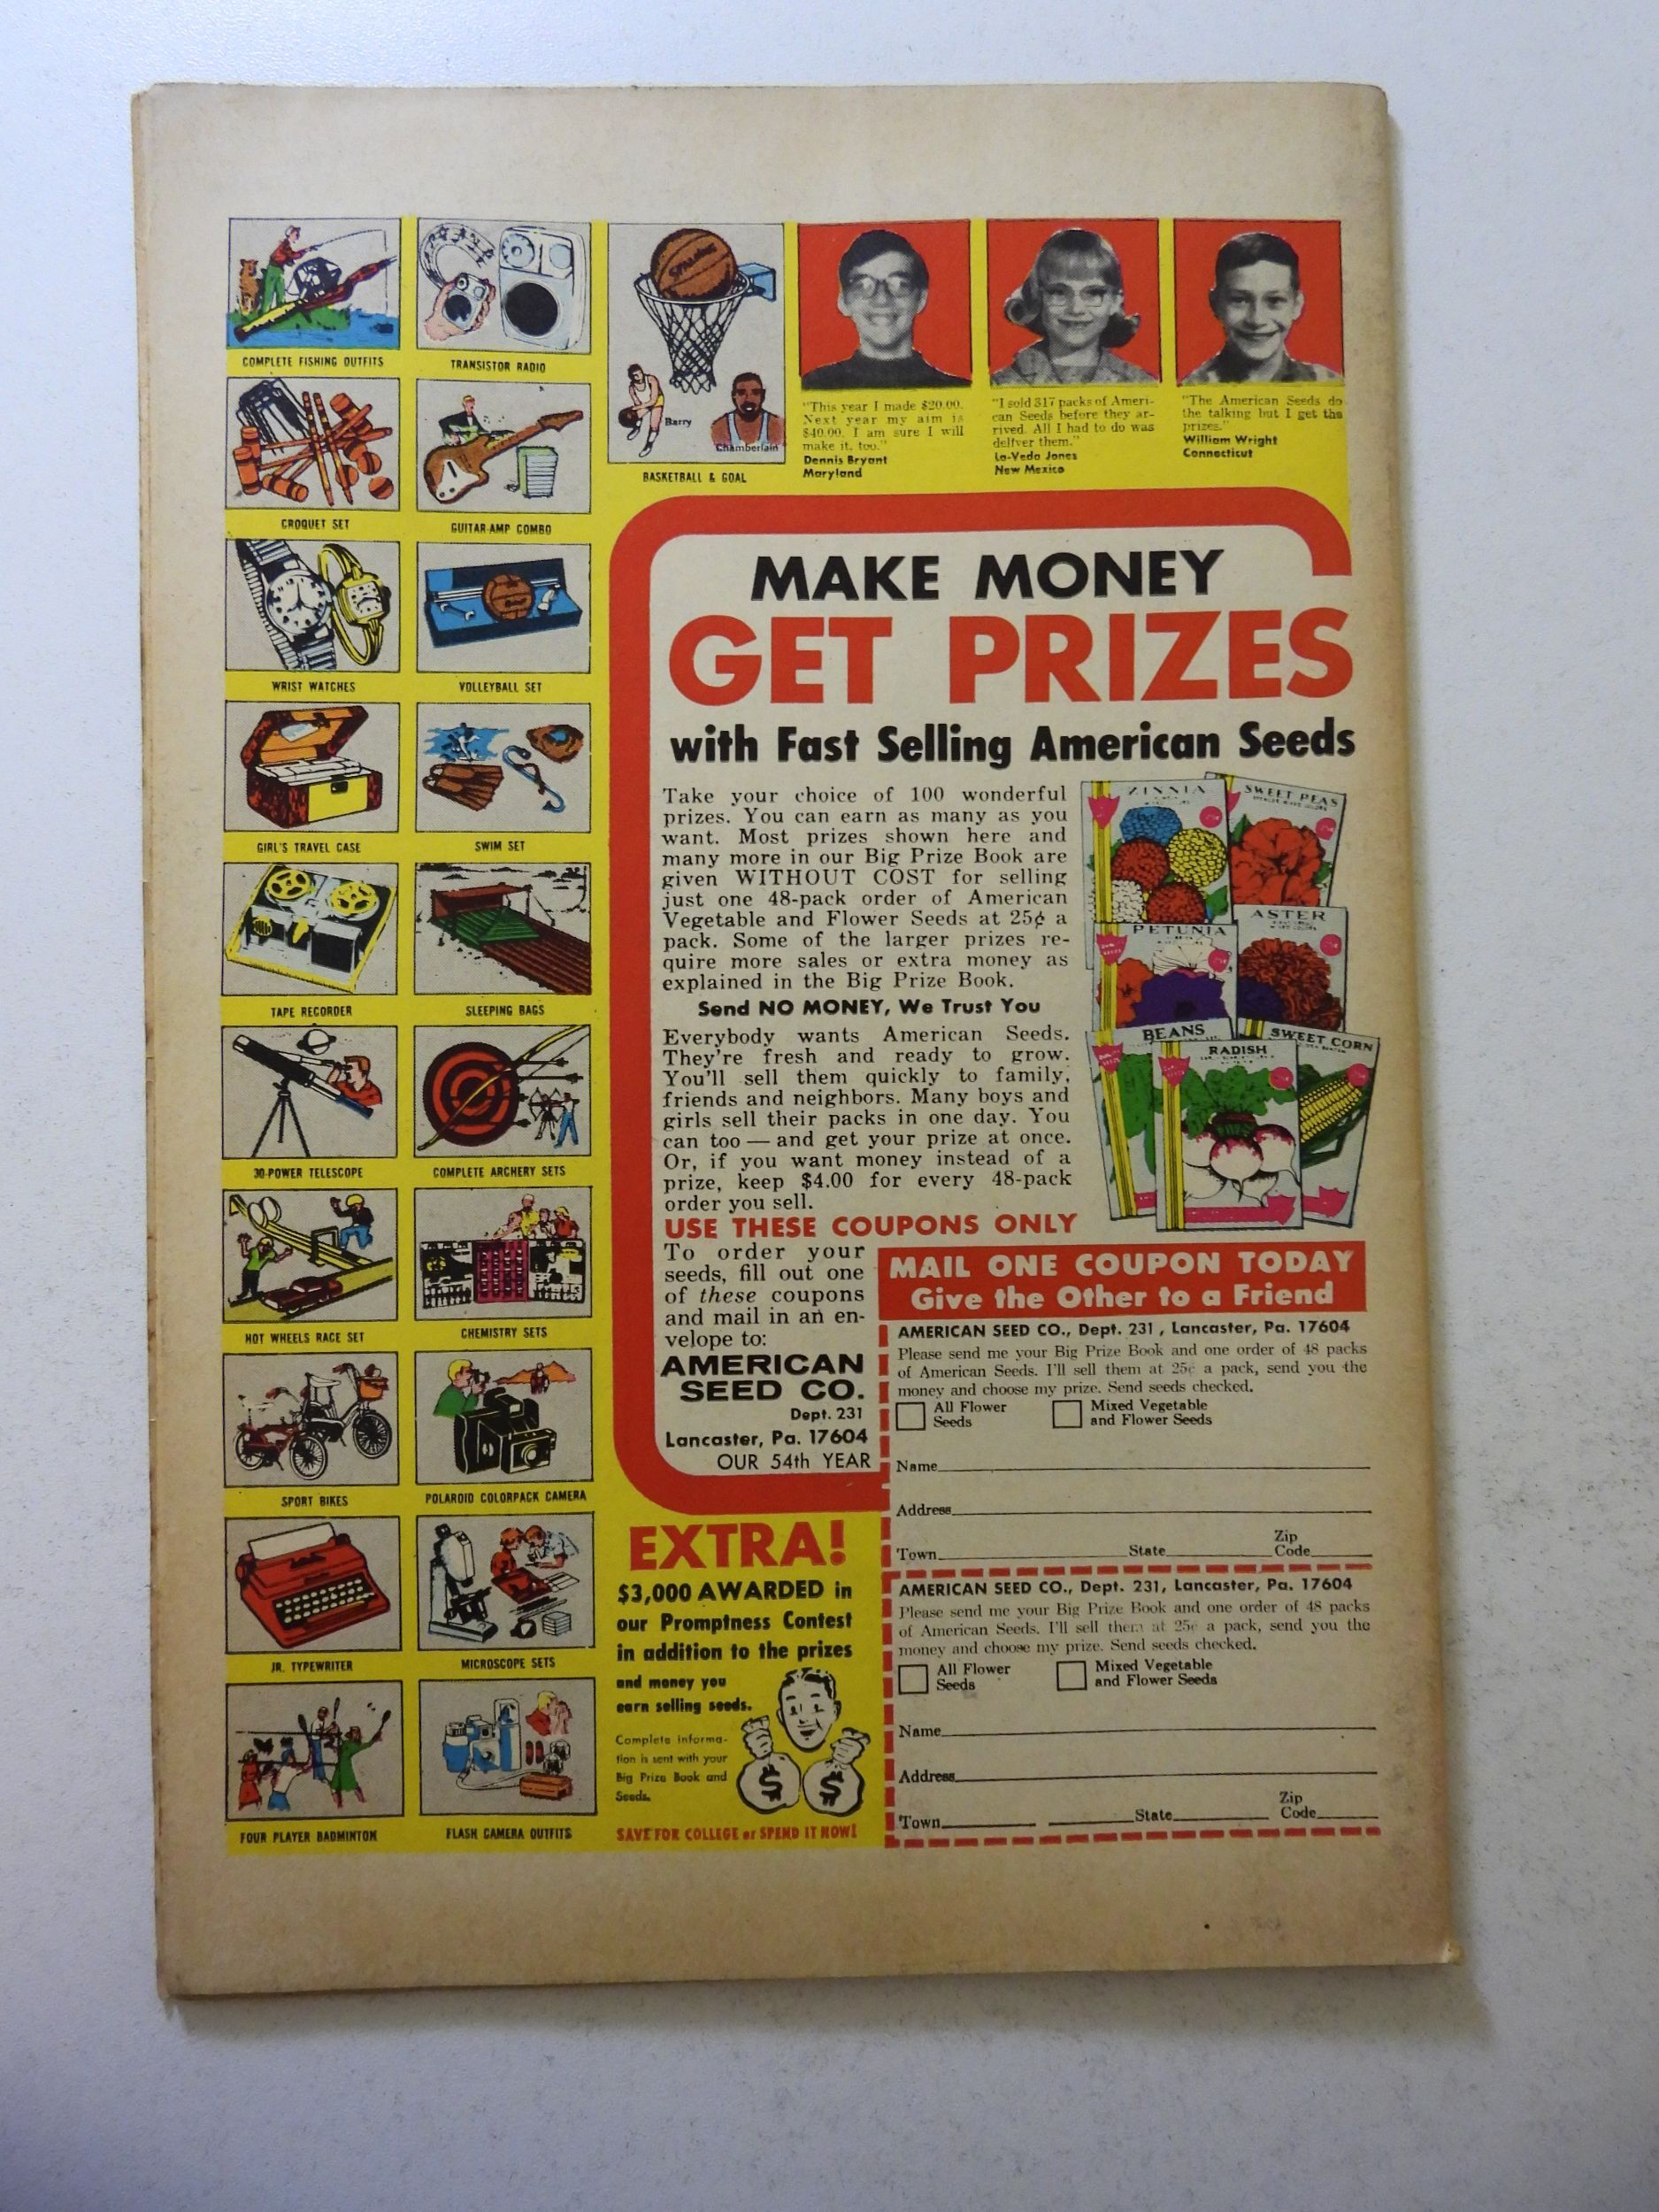 COMPLETE FISHING OUTFITS
TRANSISTOR RADIO
CROQUET SET
GUITAR-AMP COMBO
WRIST WATCHES
VOLLEYBALL SET
GIRL'S TRAVEL CASE
SWIM SET
TAPE RECORDER
SLEEPING BAGS
30-POWER TELESCOPE
COMPLETE ARCHERY SETS
HOT WHEELS RACE SET
CHEMISTRY SETS
SPORT BIKES
POLAROID COLORPACK CAMERA
JR. TYPEWRITER
MICROSCOPE SETS
FOUR PLAYER BADMINTON
FLASH CAMERA OUTFITS
Barry
Chamberlain
BASKETBALL & GOAL
"This year I made $20.00.
Next year my aim is
$40.00. I am sure I will
make it, too."
Dennis Bryant
Maryland
"I sold 317 packs of Ameri-
can Seeds before they ar-
rived. All I had to do was
deliver them."
La-Veda Jones
New Mexico
"The American Seeds do
the talking but I get the
prizes."
William Wright
Connecticut
MAKE MONEY
GET PRIZES
with Fast Selling American Seeds
Take your choice of 100 wonderful
prizes. You can earn as many as you
want. Most prizes shown here and
many more in our Big Prize Book are
given WITHOUT COST for selling
just one 48-pack order of American
Vegetable and Flower Seeds at 25¢ a
pack. Some of the larger prizes re-
quire more sales or extra money as
explained in the Big Prize Book.
Send NO MONEY, We Trust You
Everybody wants American Seeds.
They're fresh and ready to grow.
You'll sell them quickly to family,
friends and neighbors. Many boys and
girls sell their packs in one day. You
can too — and get your prize at once.
Or, if you want money instead of a
prize, keep $4.00 for every 48-pack
order you sell.
ZINNIA
SWEET PEAS
PETUNIA
ASTER
BEANS
RADISH
SWEET CORN
USE THESE COUPONS ONLY
To order your
seeds, fill out one
of these coupons
and mail in an en-
velope to:
AMERICAN
SEED CO.
Dept. 231
Lancaster, Pa. 17604
OUR 54th YEAR
EXTRA!
$3,000 AWARDED in
our Promptness Contest
in addition to the prizes
and money you
earn selling seeds.
Complete informa-
tion is sent with your
Big Prize Book and
Seeds.
$ $
SAVE FOR COLLEGE or SPEND IT NOW!
MAIL ONE COUPON TODAY
Give the Other to a Friend
AMERICAN SEED CO., Dept. 231, Lancaster, Pa. 17604
Please send me your Big Prize Book and one order of 48 packs
of American Seeds. I'll sell them at 25c a pack, send you the
money and choose my prize. Send seeds checked.
All Flower
Seeds
Mixed Vegetable
and Flower Seeds
Name
Address
Town State Zip Code
AMERICAN SEED CO., Dept. 231, Lancaster, Pa. 17604
Please send me your Big Prize Book and one order of 48 packs
of American Seeds. I'll sell them at 25c a pack, send you the
money and choose my prize. Send seeds checked.
All Flower
Seeds
Mixed Vegetable
and Flower Seeds
Name
Address
Town State Zip Code